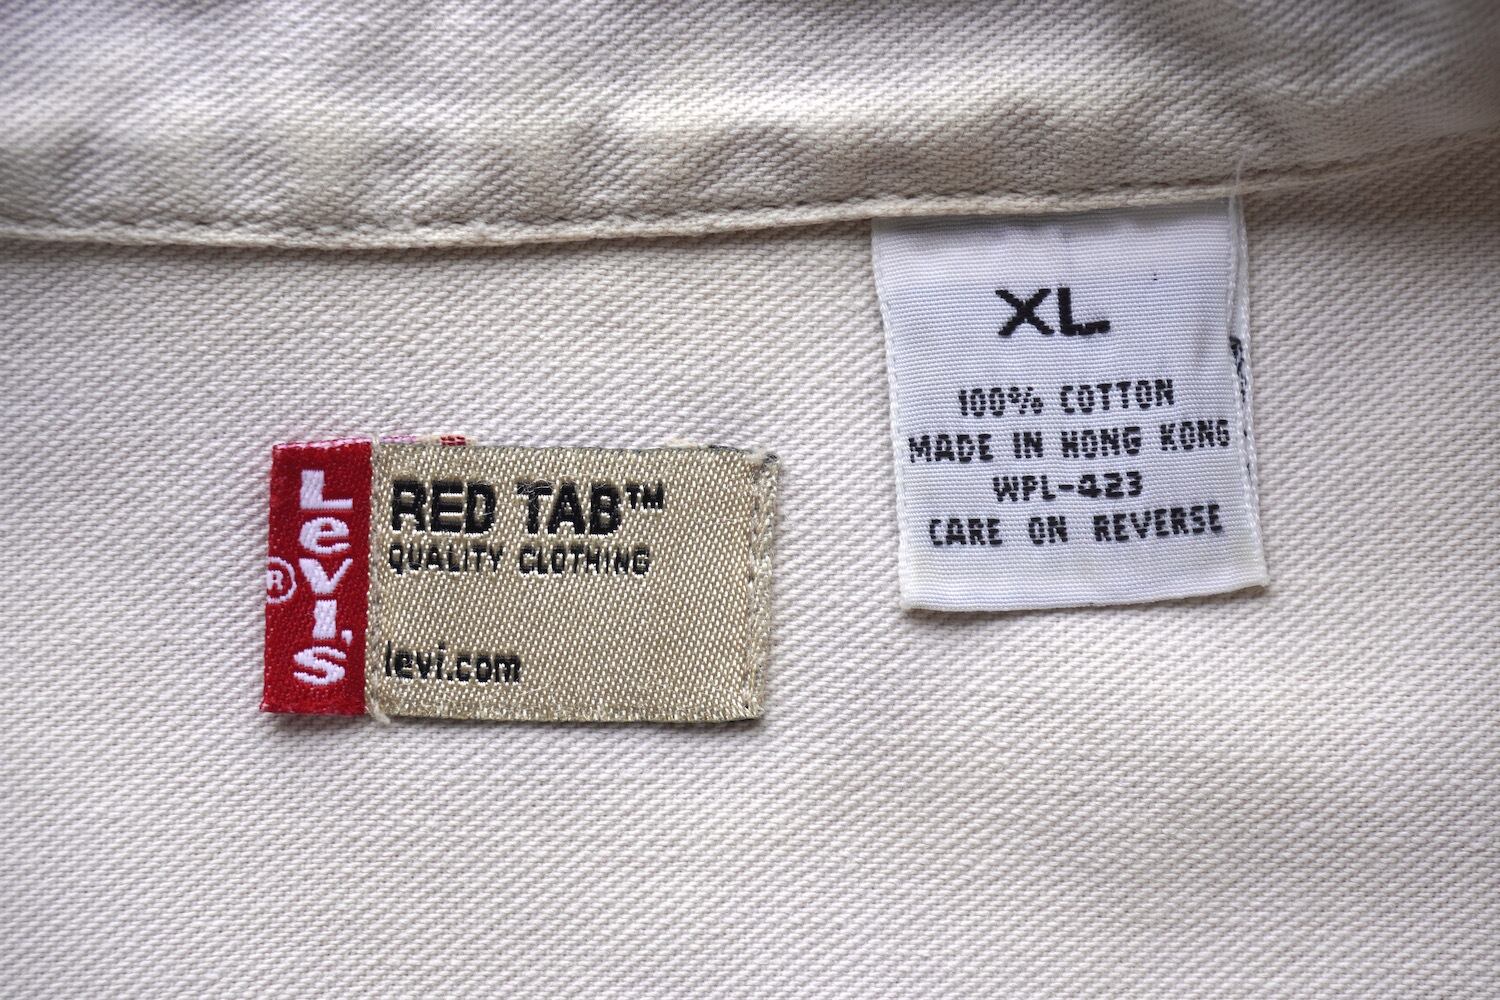 LEVI'S
®
RED TAB™
QUALITY CLOTHING
levi.com
XL
100% COTTON
MADE IN HONG KONG
WPL-423
CARE ON REVERSE